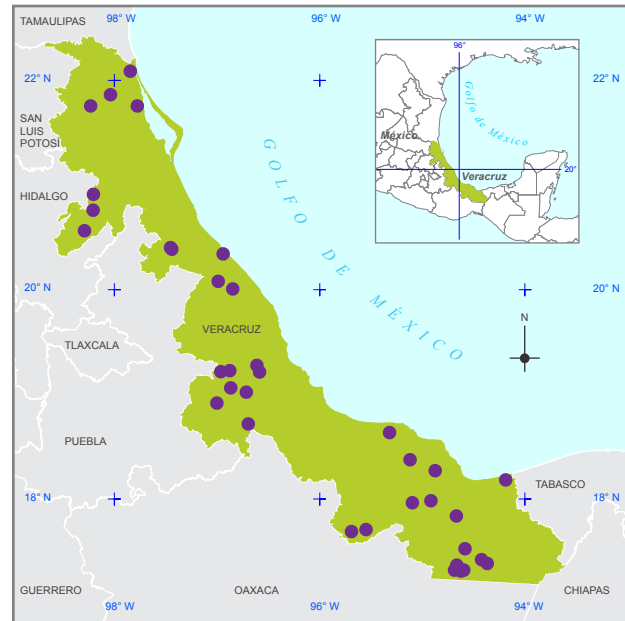 TAMAULIPAS
98° W
96° W
94° W
22° N
22° N
96°
Golfo de México
México
20°
Veracruz
SAN
LUIS
POTOSÍ
HIDALGO
GOLFO DE MÉXICO
20° N
20° N
N
VERACRUZ
TLAXCALA
PUEBLA
18° N
18° N
TABASCO
GUERRERO
OAXACA
CHIAPAS
98° W
96° W
94° W